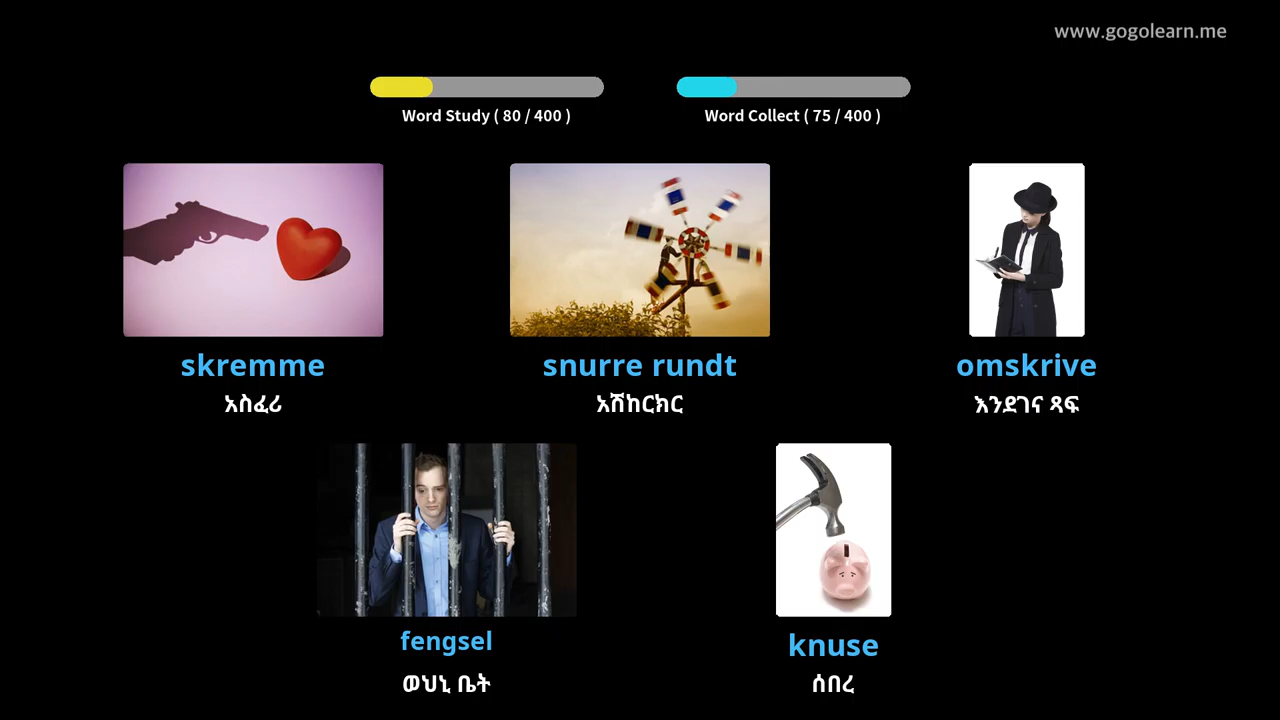 www.gogolearn.me
Word Study ( 80 / 400 )
Word Collect ( 75 / 400 )
skremme
አስፈሪ
snurre rundt
አሽከርክር
omskrive
እንደገና ጻፍ
fengsel
ወህኒ ቤት
knuse
ሰበረ